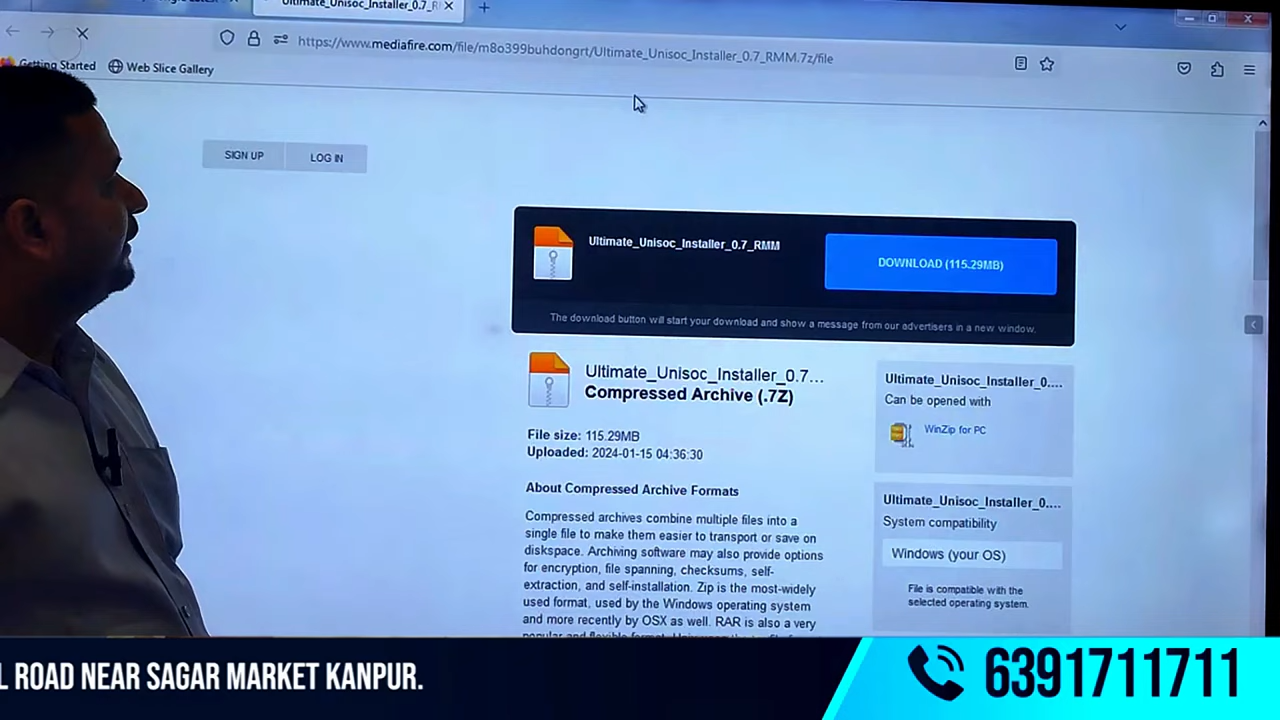 Ultimate_Unisoc_Installer_0.7_R
https://www.mediafire.com/file/m8o399buhdongrt/Ultimate_Unisoc_Installer_0.7_RMM.7z/file
Getting Started
Web Slice Gallery
SIGN UP
LOG IN
Ultimate_Unisoc_Installer_0.7_RMM
DOWNLOAD (115.29MB)
The download button will start your download and show a message from our advertisers in a new window.
Ultimate_Unisoc_Installer_0.7...
Compressed Archive (.7Z)
File size: 115.29MB
Uploaded: 2024-01-15 04:36:30
About Compressed Archive Formats
Compressed archives combine multiple files into a
single file to make them easier to transport or save on
diskspace. Archiving software may also provide options
for encryption, file spanning, checksums, self-
extraction, and self-installation. Zip is the most-widely
used format, used by the Windows operating system
and more recently by OSX as well. RAR is also a very
popular and flexible format.
Ultimate_Unisoc_Installer_0....
Can be opened with
WinZip for PC
Ultimate_Unisoc_Installer_0....
System compatibility
Windows (your OS)
File is compatible with the
selected operating system.
L ROAD NEAR SAGAR MARKET KANPUR.
6391711711